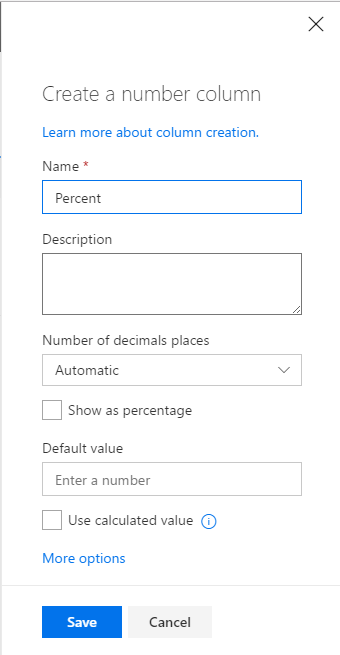 Create a number column
Learn more about column creation.
Name *
Percent
Description
Number of decimals places
Automatic
Show as percentage
Default value
Enter a number
Use calculated value
More options
Save
Cancel